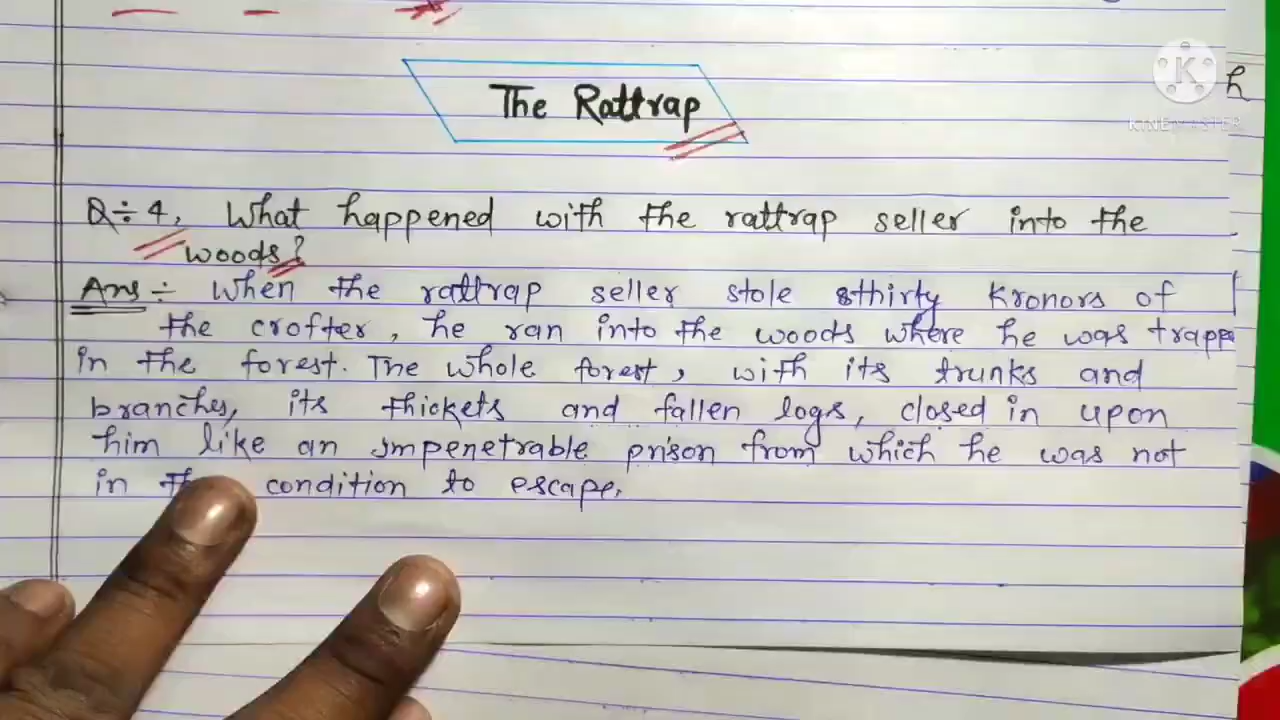 The Rattrap
K
KINEMASTER
h
Q÷4, What happened with the rattrap seller into the
woods?
Ans÷ When the rattrap seller stole thirty Kronors of
the crofter, he ran into the woods where he was trappe
in the forest. The whole forest, with its trunks and
branches, its thickets and fallen logs, closed in upon
him like an impenetrable prison from which he was not
in condition to escape.